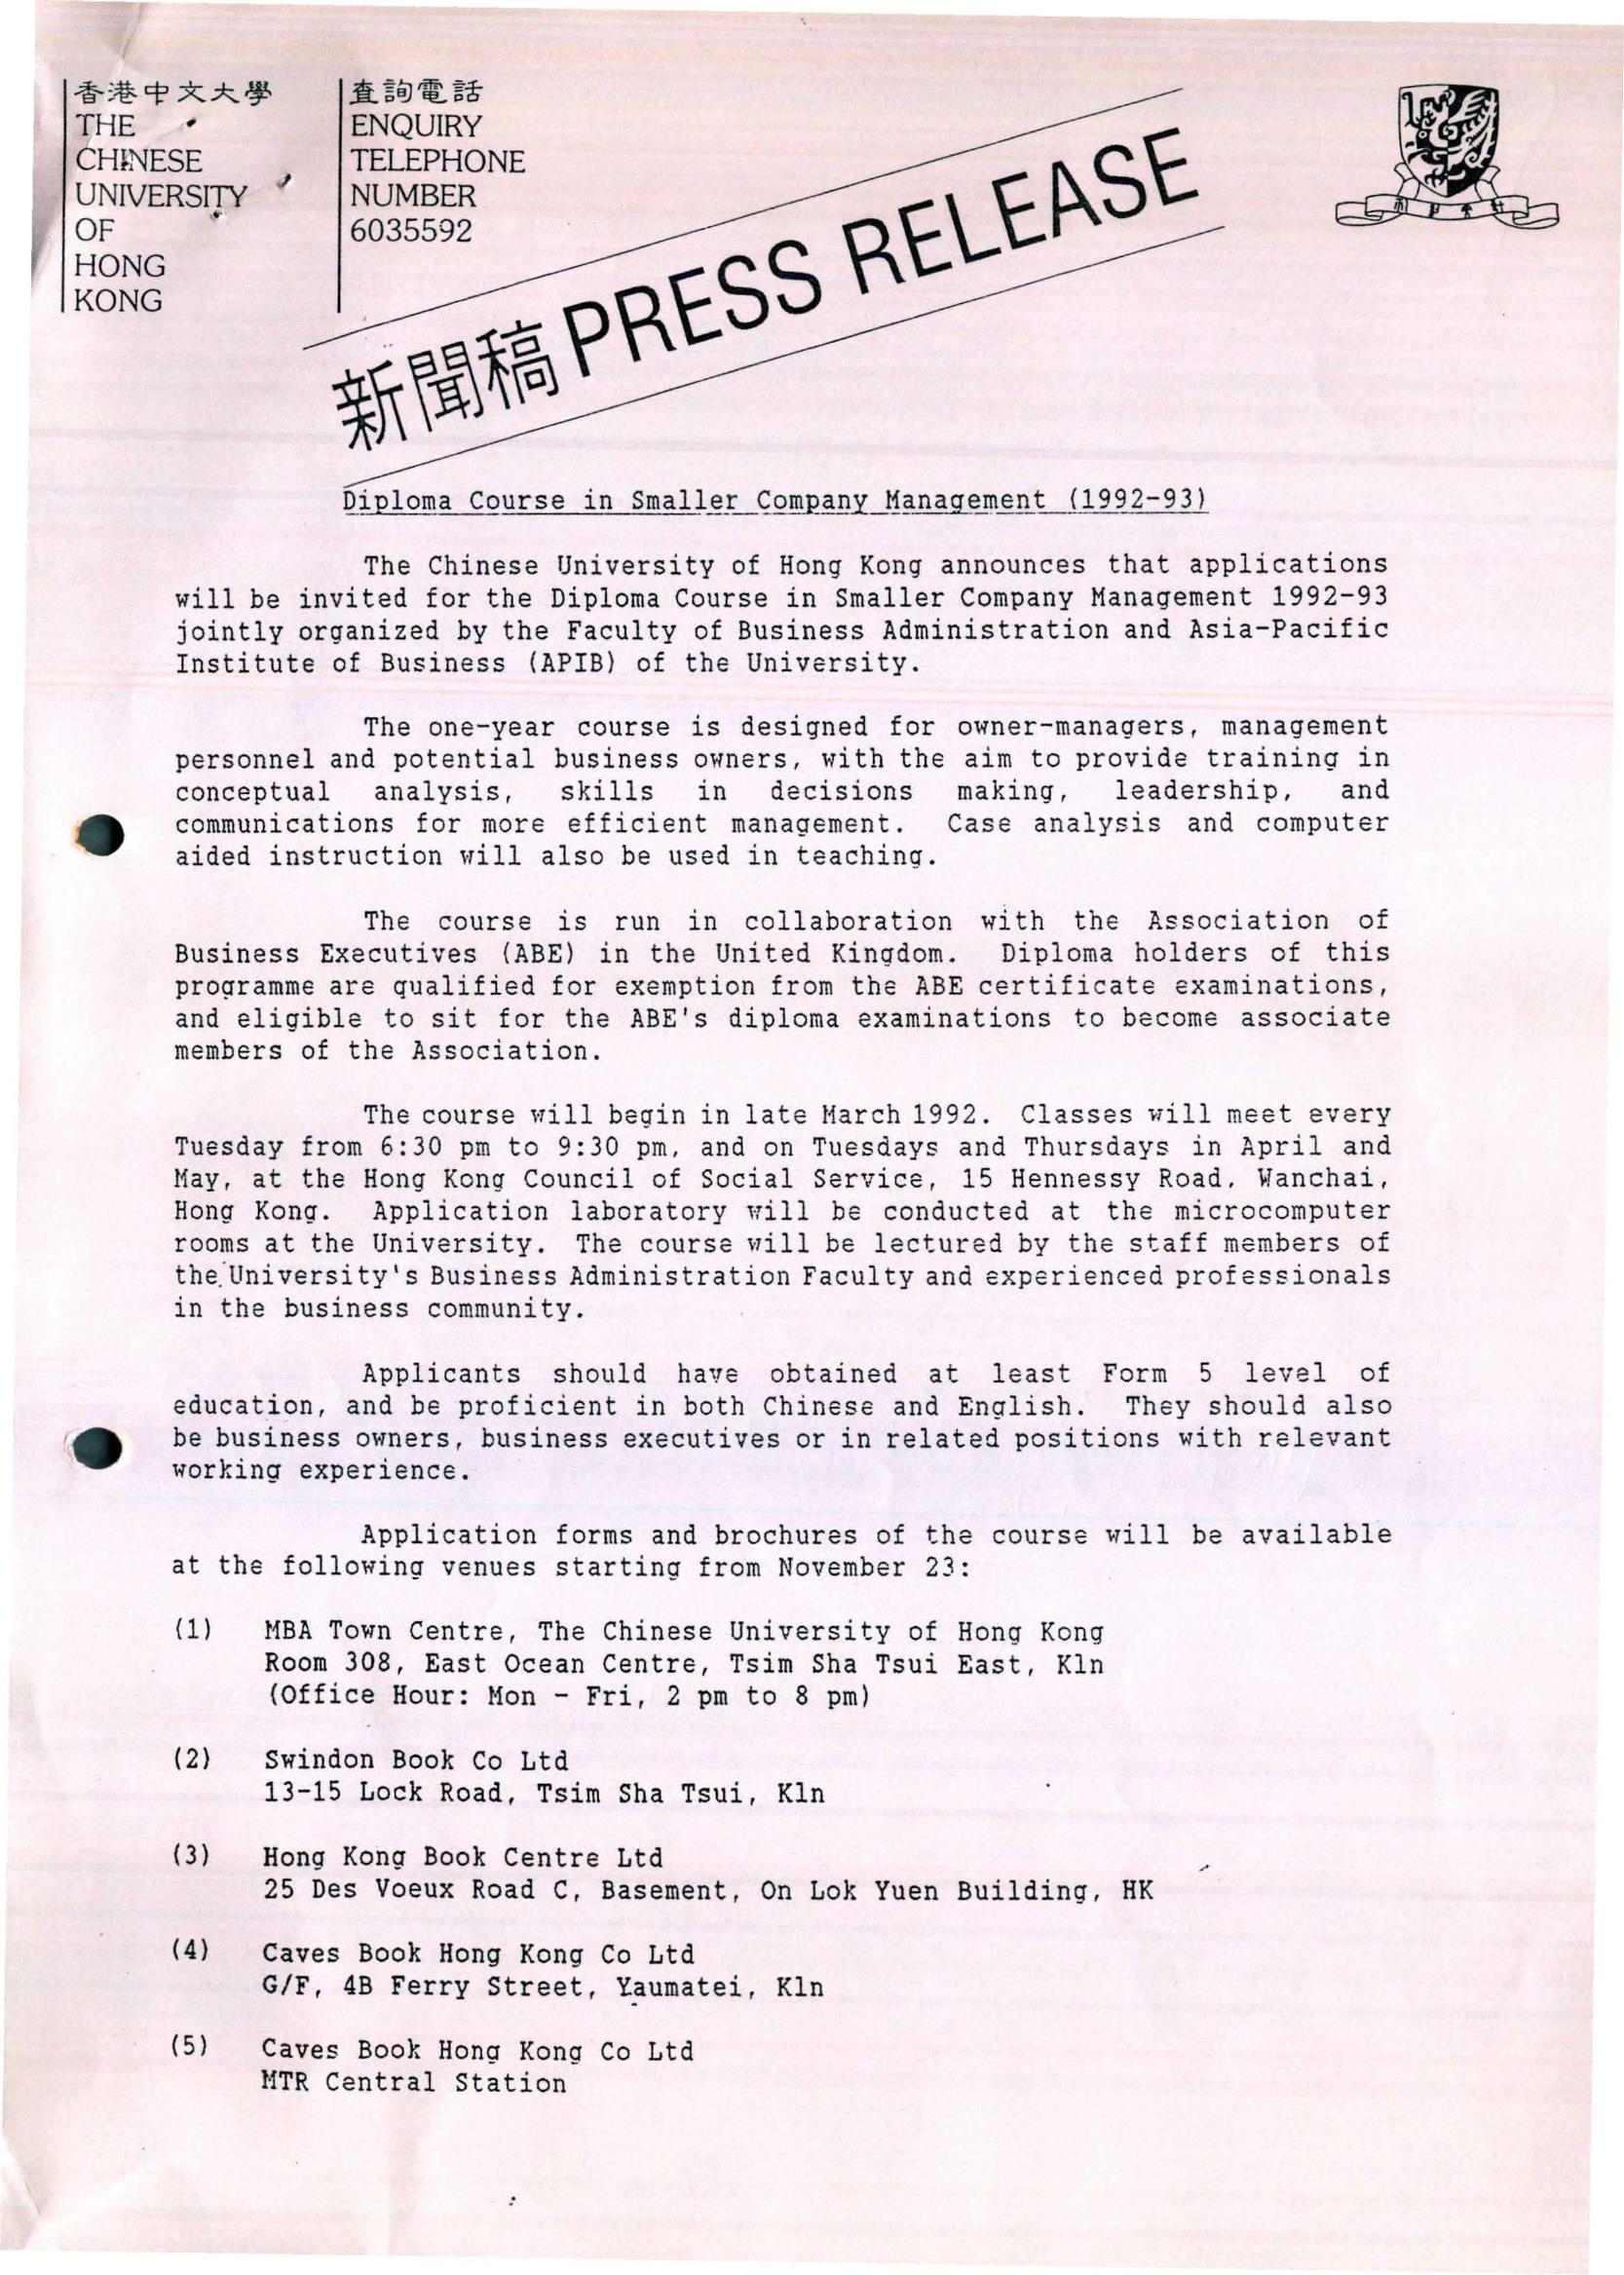 香港中文大學
THE
CHINESE
UNIVERSITY
OF
HONG
KONG
查詢電話
ENQUIRY
TELEPHONE
NUMBER
6035592
新聞稿 PRESS RELEASE
Diploma Course in Smaller Company Management (1992-93)
The Chinese University of Hong Kong announces that applications
will be invited for the Diploma Course in Smaller Company Management 1992-93
jointly organized by the Faculty of Business Administration and Asia-Pacific
Institute of Business (APIB) of the University.
The one-year course is designed for owner-managers, management
personnel and potential business owners, with the aim to provide training in
conceptual analysis, skills in decisions making, leadership, and
communications for more efficient management. Case analysis and computer
aided instruction will also be used in teaching.
The course is run in collaboration with the Association of
Business Executives (ABE) in the United Kingdom. Diploma holders of this
programme are qualified for exemption from the ABE certificate examinations,
and eligible to sit for the ABE's diploma examinations to become associate
members of the Association.
The course will begin in late March 1992. Classes will meet every
Tuesday from 6:30 pm to 9:30 pm, and on Tuesdays and Thursdays in April and
May, at the Hong Kong Council of Social Service, 15 Hennessy Road, Wanchai,
Hong Kong. Application laboratory will be conducted at the microcomputer
rooms at the University. The course will be lectured by the staff members of
the University's Business Administration Faculty and experienced professionals
in the business community.
Applicants should have obtained at least Form 5 level of
education, and be proficient in both Chinese and English. They should also
be business owners, business executives or in related positions with relevant
working experience.
Application forms and brochures of the course will be available
at the following venues starting from November 23:
(1) MBA Town Centre, The Chinese University of Hong Kong
Room 308, East Ocean Centre, Tsim Sha Tsui East, Kln
(Office Hour: Mon - Fri, 2 pm to 8 pm)
(2) Swindon Book Co Ltd
13-15 Lock Road, Tsim Sha Tsui, Kln
(3) Hong Kong Book Centre Ltd
25 Des Voeux Road C, Basement, On Lok Yuen Building, HK
(4) Caves Book Hong Kong Co Ltd
G/F, 4B Ferry Street, Yaumatei, Kln
(5) Caves Book Hong Kong Co Ltd
MTR Central Station